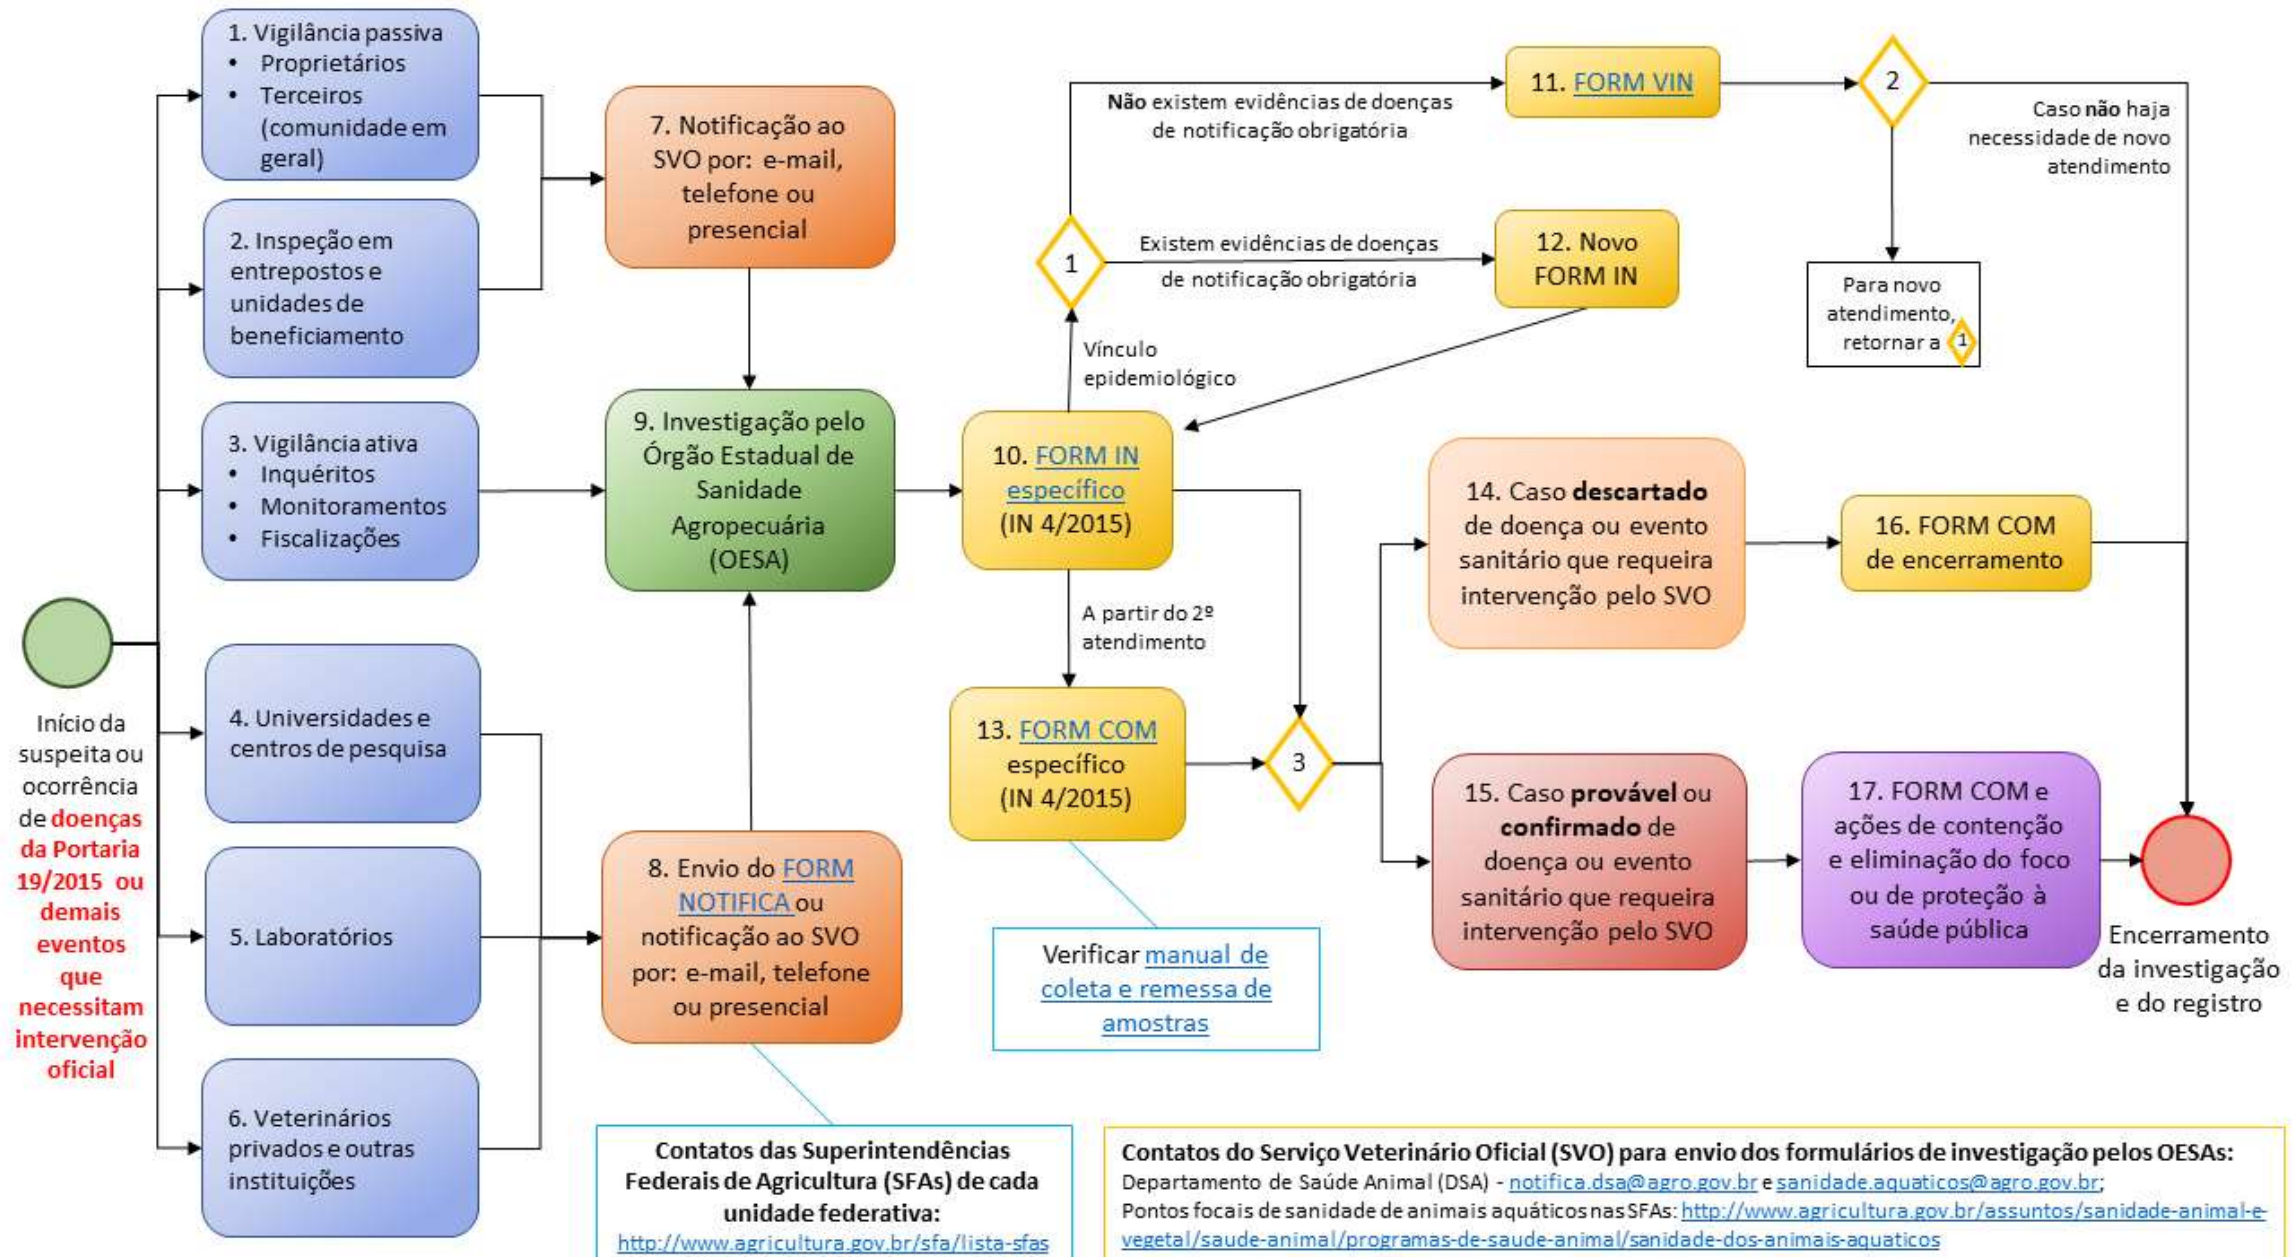 1. Vigilância passiva
• Proprietários
• Terceiros
(comunidade em
geral)
2. Inspeção em
entrepostos e
unidades de
beneficiamento
3. Vigilância ativa
• Inquéritos
• Monitoramentos
• Fiscalizações
Início da
suspeita ou
ocorrência
de doenças
da Portaria
19/2015 ou
demais
eventos
que
necessitam
intervenção
oficial
4. Universidades e
centros de pesquisa
5. Laboratórios
6. Veterinários
privados e outras
instituições
7. Notificação ao
SVO por: e-mail,
telefone ou
presencial
9. Investigação pelo
Órgão Estadual de
Sanidade
Agropecuária
(OESA)
8. Envio do FORM
NOTIFICA ou
notificação ao SVO
por: e-mail, telefone
ou presencial
Contatos das Superintendências
Federais de Agricultura (SFAs) de cada
unidade federativa:
http://www.agricultura.gov.br/sfa/lista-sfas
10. FORM IN
específico
(IN 4/2015)
Vínculo
epidemiológico
1
Não existem evidências de doenças
de notificação obrigatória
11. FORM VIN
2
Caso não haja
necessidade de novo
atendimento
Existem evidências de doenças
de notificação obrigatória
12. Novo
FORM IN
Para novo
atendimento,
retornar a 1
A partir do 2º
atendimento
13. FORM COM
específico
(IN 4/2015)
Verificar manual de
coleta e remessa de
amostras
3
14. Caso descartado
de doença ou evento
sanitário que requeira
intervenção pelo SVO
16. FORM COM
de encerramento
15. Caso provável ou
confirmado de
doença ou evento
sanitário que requeira
intervenção pelo SVO
17. FORM COM e
ações de contenção
e eliminação do foco
ou de proteção à
saúde pública
Encerramento
da investigação
e do registro
Contatos do Serviço Veterinário Oficial (SVO) para envio dos formulários de investigação pelos OESAs:
Departamento de Saúde Animal (DSA) - notifica.dsa@agro.gov.br e sanidade.aquaticos@agro.gov.br;
Pontos focais de sanidade de animais aquáticos nas SFAs: http://www.agricultura.gov.br/assuntos/sanidade-animal-e-
vegetal/saude-animal/programas-de-saude-animal/sanidade-dos-animais-aquaticos